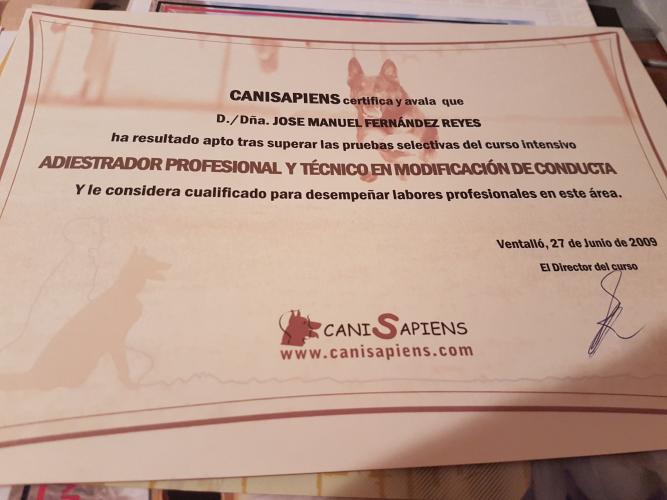 CANISAPIENS certifica y avala que
D./Dña. JOSE MANUEL FERNÁNDEZ REYES
ha resultado apto tras superar las pruebas selectivas del curso intensivo
ADIESTRADOR PROFESIONAL Y TÉCNICO EN MODIFICACIÓN DE CONDUCTA
Y le considera cualificado para desempeñar labores profesionales en este área.
Ventalló, 27 de Junio de 2009
El Director del curso
CANISAPIENS
www.canisapiens.com